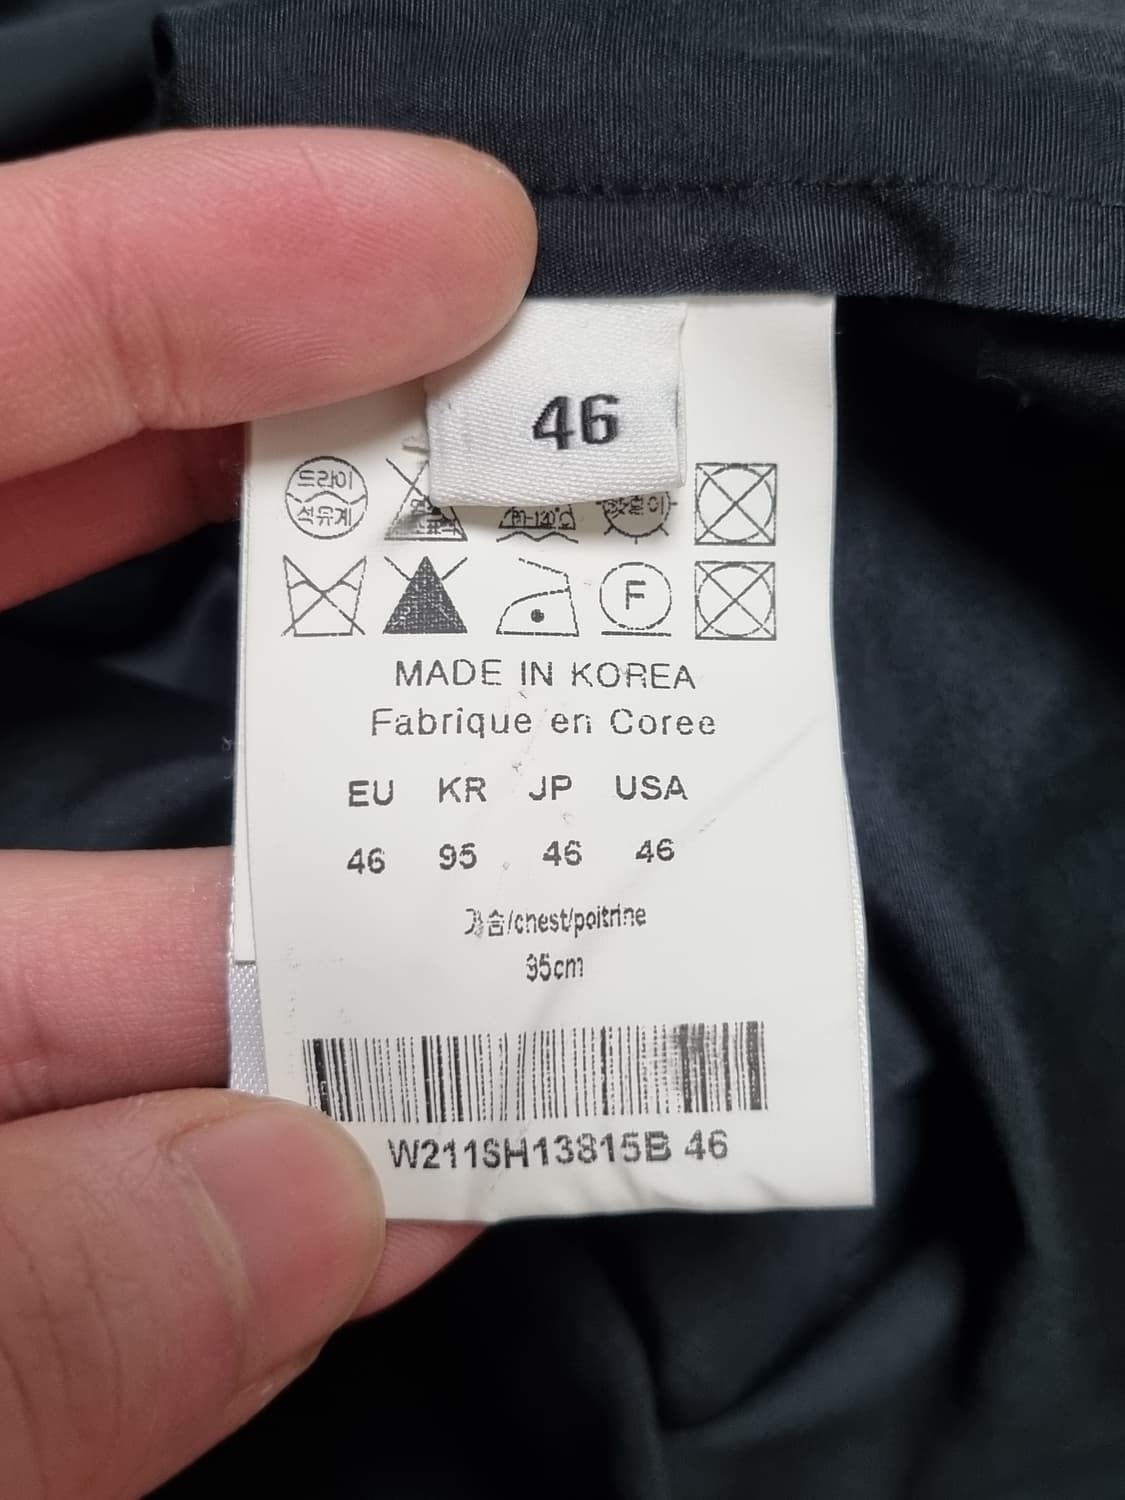 46
드라이
석유계
F
MADE IN KOREA
Fabrique en Coree
EU KR JP USA
46 95 46 46
가슴/chest/poitrine
95cm
W211SH13815B 46